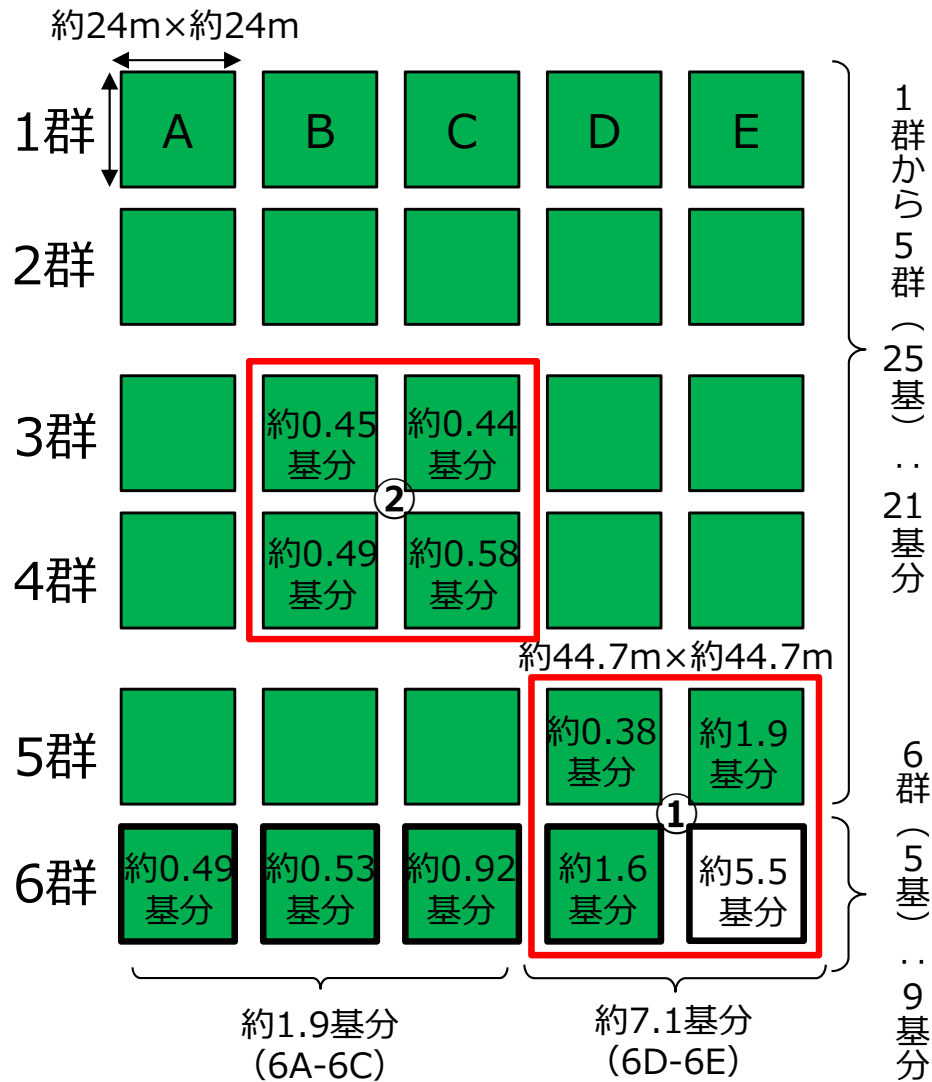 約24m×約24m
1群
A
B
C
D
E
2群
3群
約0.45
基分
約0.44
基分
②
4群
約0.49
基分
約0.58
基分
約44.7m×約44.7m
5群
約0.38
基分
約1.9
基分
①
6群
約0.49
基分
約0.53
基分
約0.92
基分
約1.6
基分
約5.5
基分
約1.9基分
(6A-6C)
約7.1基分
(6D-6E)
1群から5群(25基):21基分
6群(5基):9基分